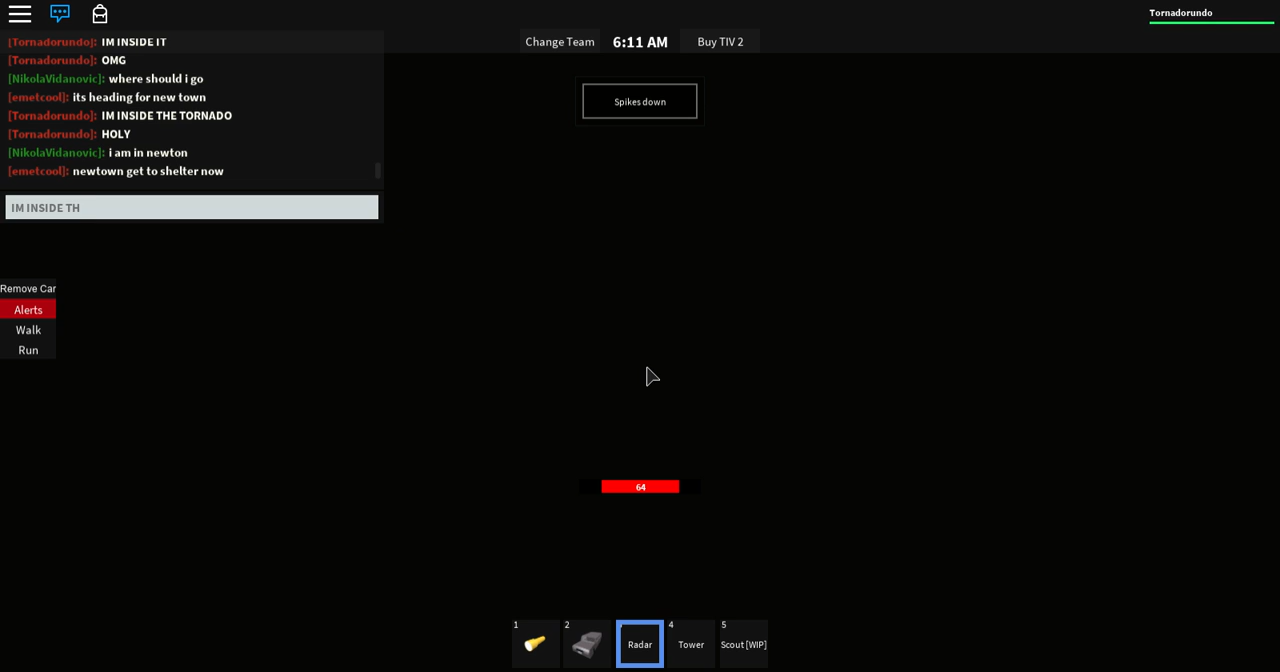 Tornadorundo
Change Team 6:11 AM Buy TIV 2
[Tornadorundo]: IM INSIDE IT
[Tornadorundo]: OMG
[NikolaVidanovic]: where should i go
[emetcool]: its heading for new town
[Tornadorundo]: IM INSIDE THE TORNADO
[Tornadorundo]: HOLY
[NikolaVidanovic]: i am in newton
[emetcool]: newtown get to shelter now
IM INSIDE TH
Spikes down
Remove Car
Alerts
Walk
Run
64
1 2 4 5
Radar Tower Scout [WIP]